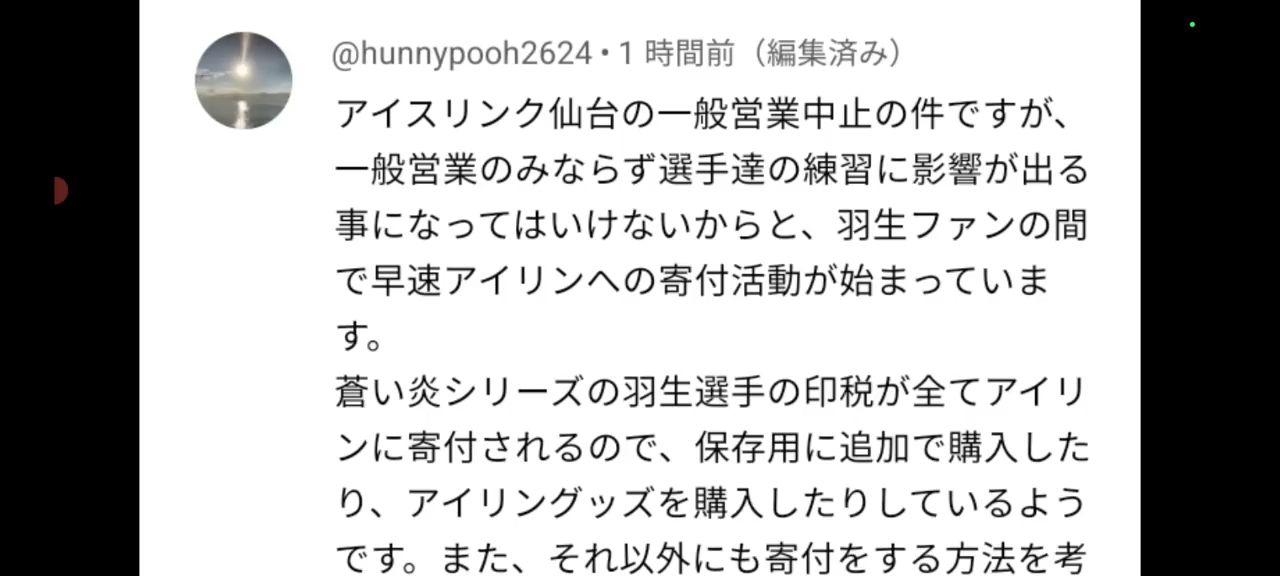 @hunnypooh2624・1 時間前（編集済み）
アイスリンク仙台の一般営業中止の件ですが、
一般営業のみならず選手達の練習に影響が出る
事になってはいけないからと、羽生ファンの間
で早速アイリンへの寄付活動が始まっていま
す。
蒼い炎シリーズの羽生選手の印税が全てアイリ
ンに寄付されるので、保存用に追加で購入した
り、アイリングッズを購入したりしているよう
です。また、それ以外にも寄付をする方法を考